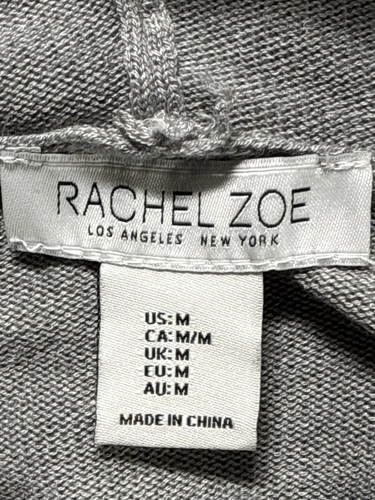 RACHEL ZOE
LOS ANGELES NEW YORK
US:M
CA:M/M
UK:M
EU:M
AU:M
MADE IN CHINA